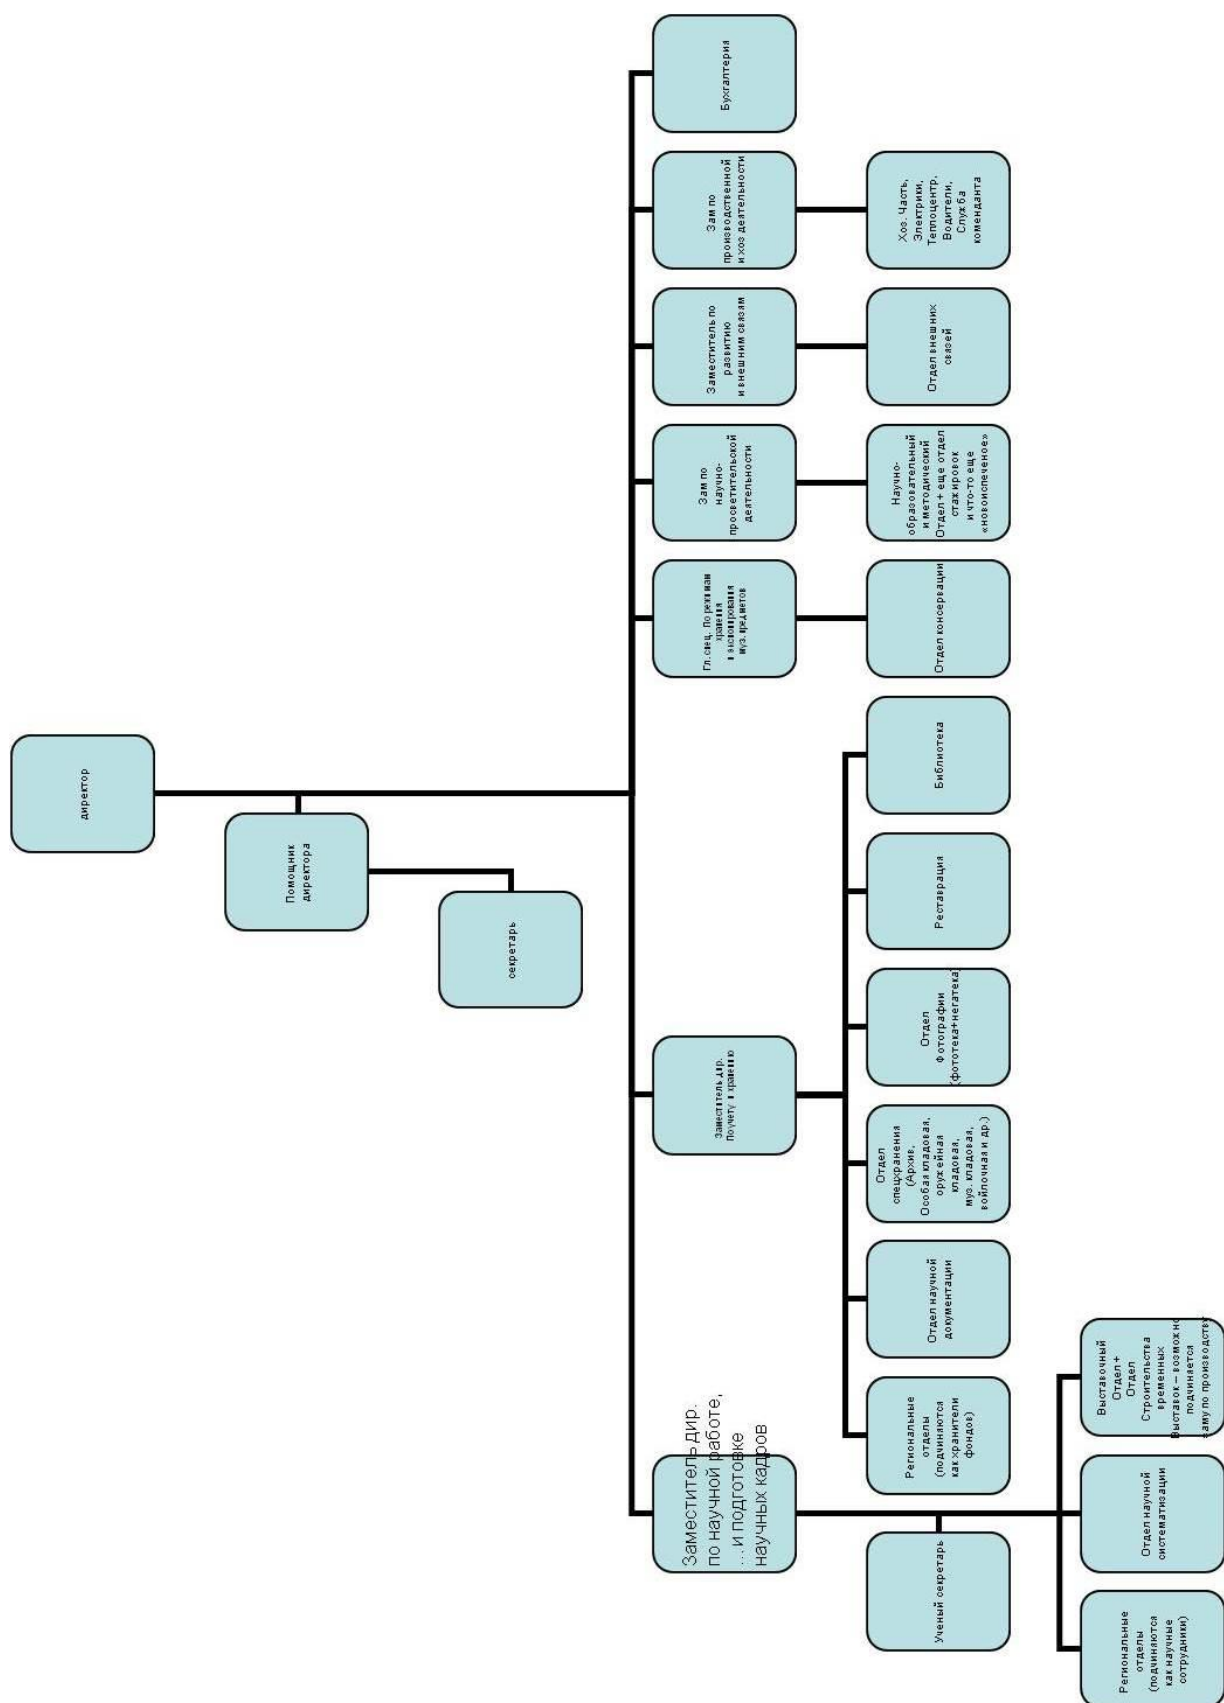 директор
Помощник
директора
секретарь
Заместитель дир.
по научной работе,
...и подготовке
научных кадров
Заместитель дир.
По учету и хранению
Гл. спец. По режимам
хранения
и экспонирования
муз. предметов
Зам по
научно-
просветительской
деятельности
Заместитель по
развитию
и внешним связям
Зам по
производственной
и хоз деятельности
Бухгалтерия
Ученый секретарь
Региональные
отделы
(подчиняются
как хранители
фондов)
Отдел научной
документации
Отдел
спецхранения
(Архив,
Особая кладовая,
оружейная
кладовая,
муз. кладовая,
войлочная и др.)
Отдел
Фотографии
(фототека+негатека)
Реставрация
Библиотека
Отдел консервации
Научно-
образовательный
и методический
Отдел + еще отдел
стажировок
и что-то еще
«новоиспеченое»
Отдел внешних
связей
Хоз. Часть,
Электрики,
Теплоцентр,
Водители,
Служба
коменданта
Региональные
отделы
(подчиняются
как научные
сотрудники)
Отдел научной
систематизации
Выставочный
Отдел +
Отдел
Строительства
временных
Выставок – возможно
подчиняется
заму по производству